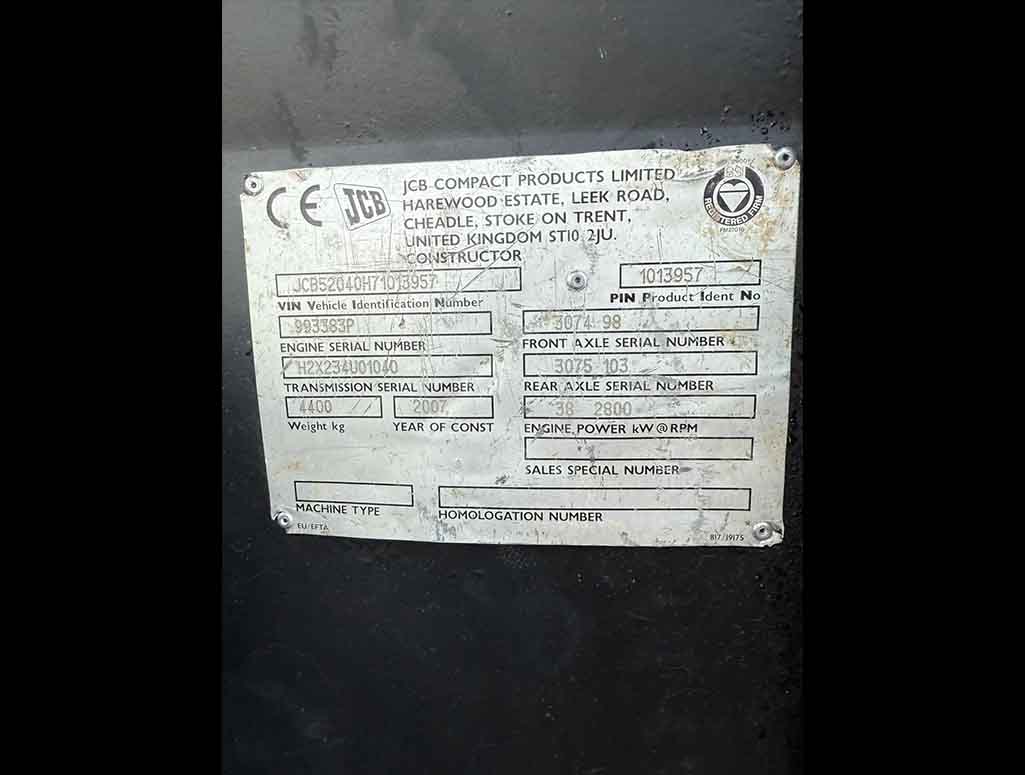 CE JCB JCB COMPACT PRODUCTS LIMITED
HAREWOOD ESTATE, LEEK ROAD,
CHEADLE, STOKE ON TRENT,
UNITED KINGDOM ST10 2JU.
CONSTRUCTOR
BSI
REGISTERED FIRM
JCB52040H71013957
VIN Vehicle Identification Number
1013957
PIN Product Ident No
993383P
ENGINE SERIAL NUMBER
3074 98
FRONT AXLE SERIAL NUMBER
H2X234U01040
TRANSMISSION SERIAL NUMBER
3075 103
REAR AXLE SERIAL NUMBER
4400
Weight kg
2007
YEAR OF CONST
38 2800
ENGINE POWER kW @ RPM
SALES SPECIAL NUMBER
MACHINE TYPE
HOMOLOGATION NUMBER
EU/EFTA
817/19175